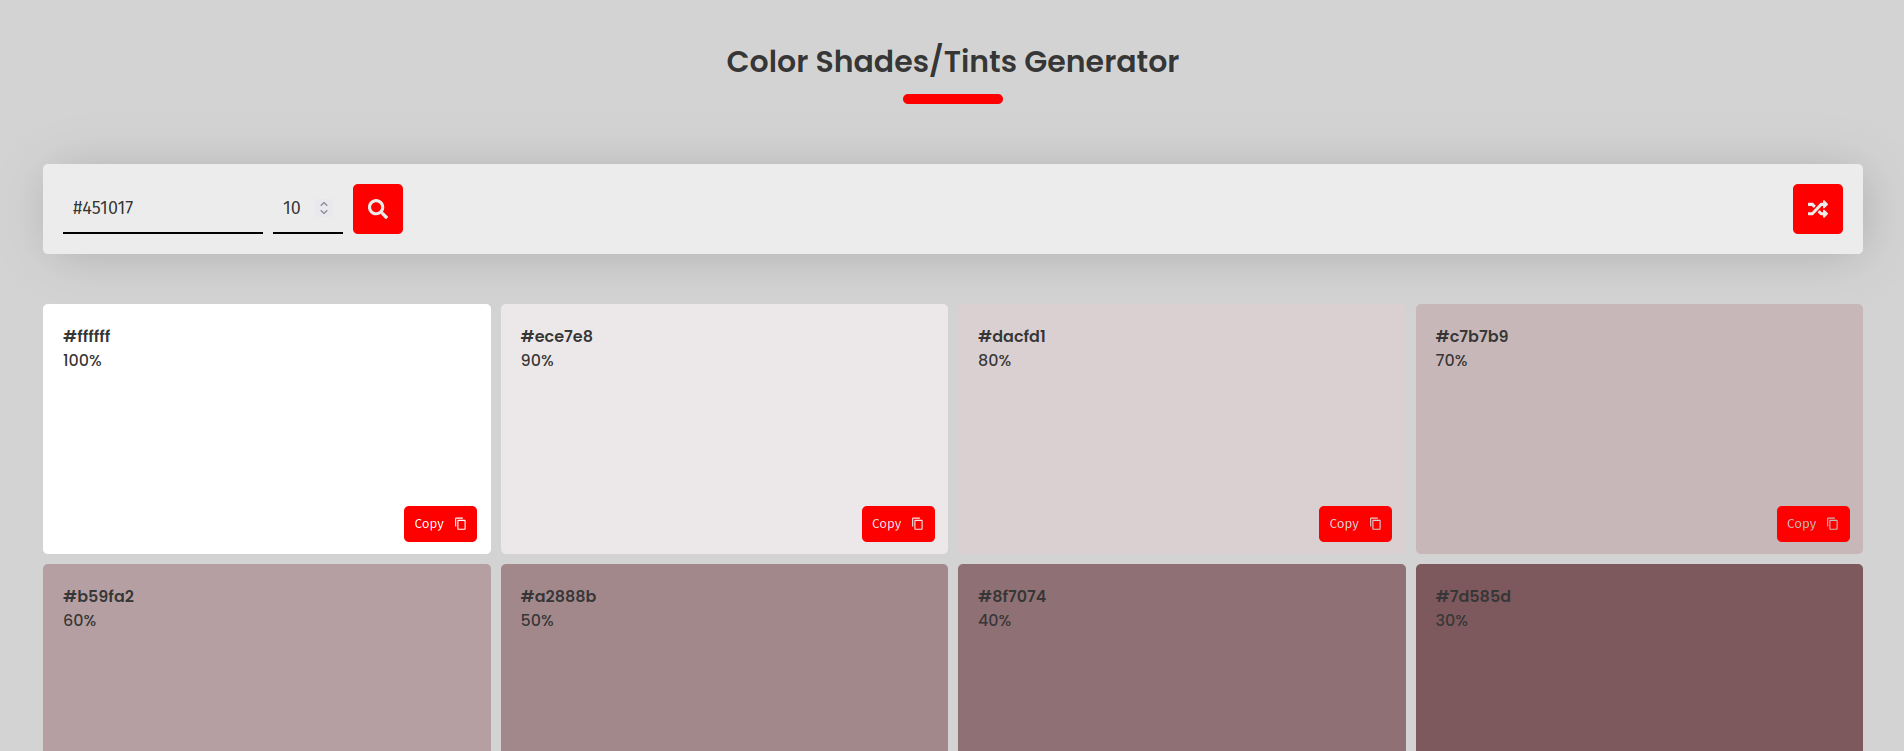 Color Shades/Tints Generator
#451017 10
#ffffff
100%
Copy
#ece7e8
90%
Copy
#dacfd1
80%
Copy
#c7b7b9
70%
Copy
#b59fa2
60%
#a2888b
50%
#8f7074
40%
#7d585d
30%